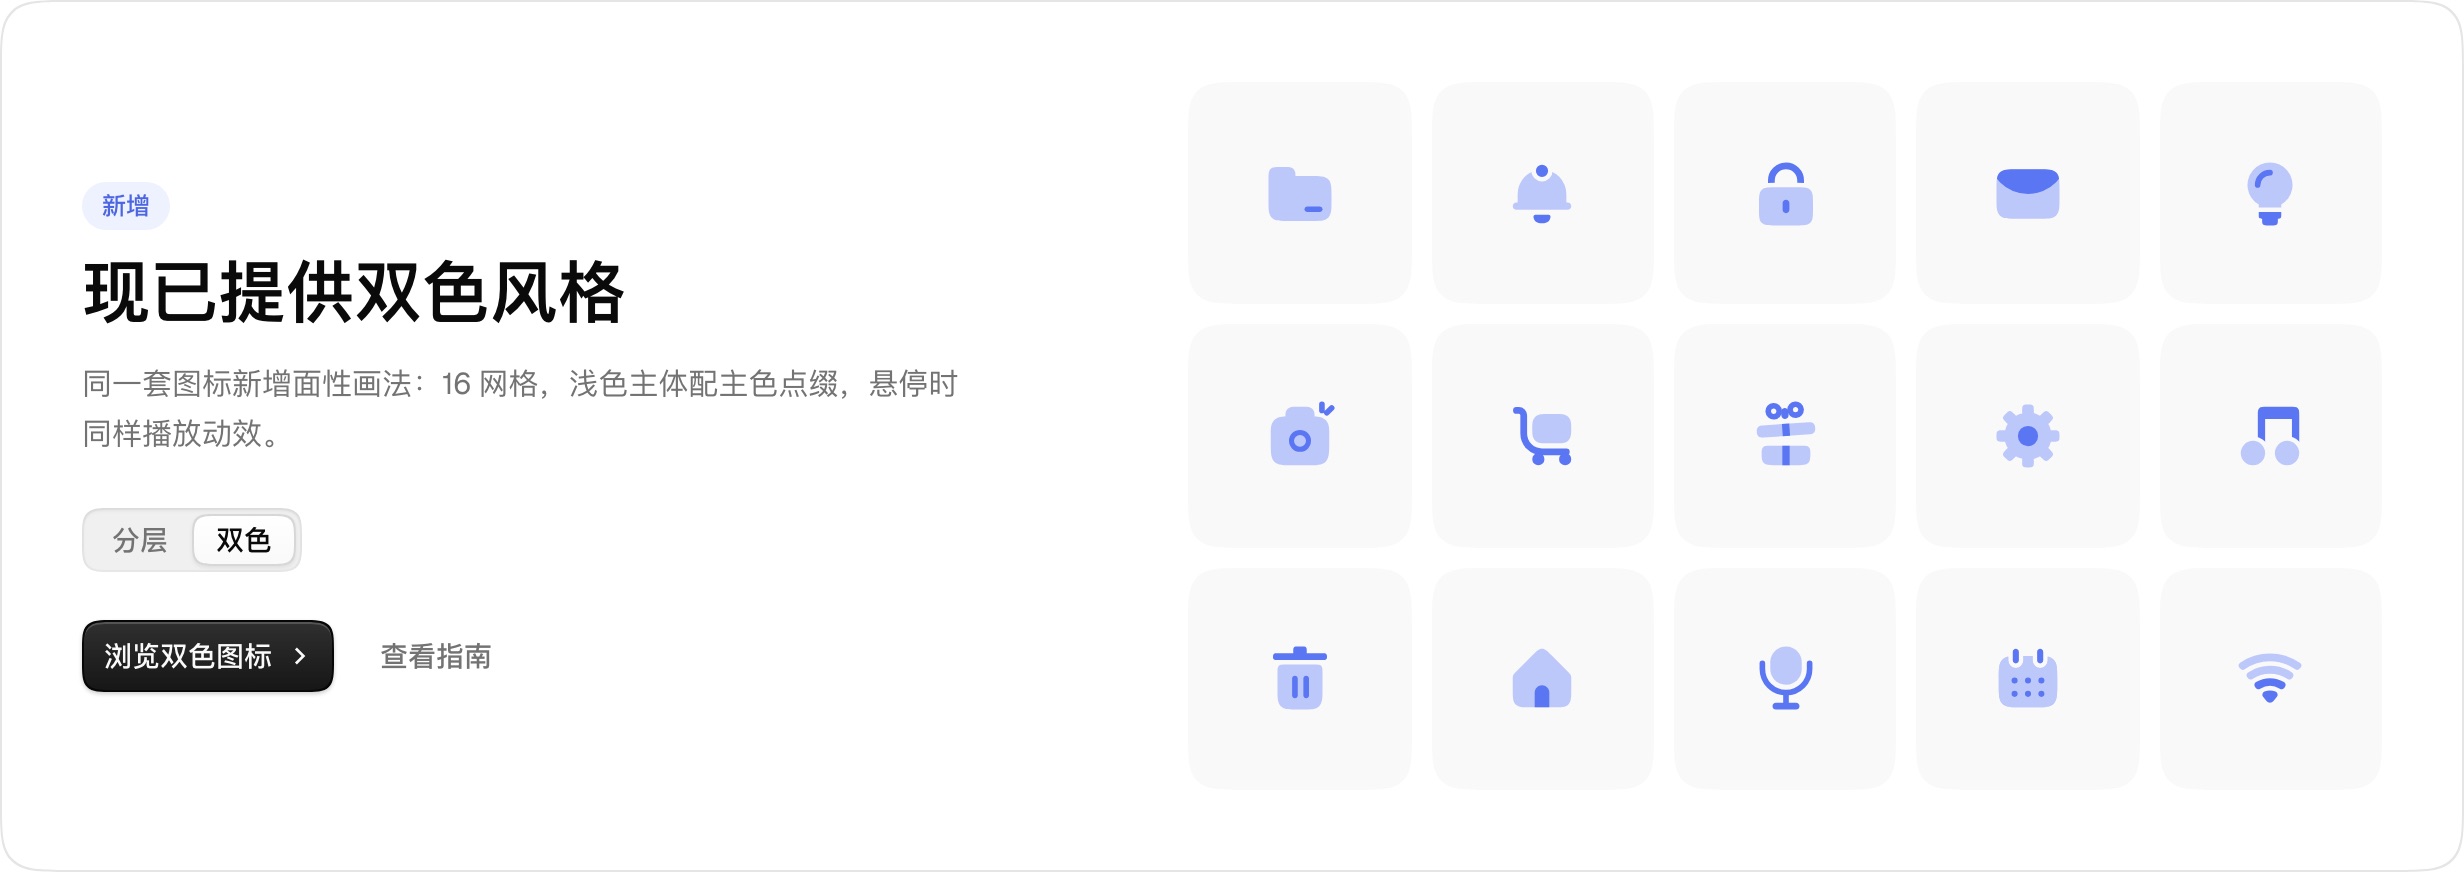 新增
现已提供双色风格
同一套图标新增面性画法：16 网格，浅色主体配主色点缀，悬停时
同样播放动效。
分层 双色
浏览双色图标 查看指南